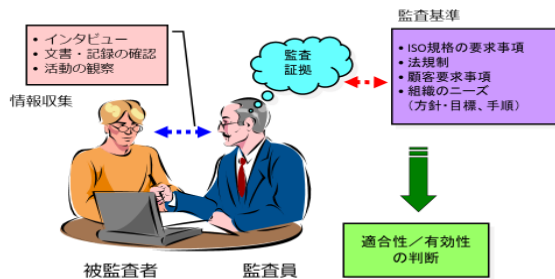 監査基準
• インタビュー
• 文書・記録の確認
• 活動の観察
監査
証拠
• ISO規格の要求事項
• 法規制
• 顧客要求事項
• 組織のニーズ
（方針・目標、手順）
情報収集
適合性／有効性
の判断
被監査者
監査員